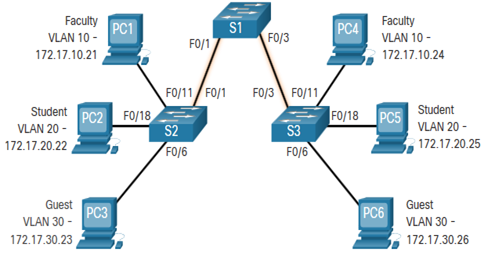 Faculty
VLAN 10 -
172.17.10.21
PC1
S1
F0/1
F0/3
PC4
Faculty
VLAN 10 -
172.17.10.24
F0/11
F0/1
F0/3
F0/11
Student
VLAN 20 -
172.17.20.22
PC2
F0/18
S2
F0/6
S3
F0/6
F0/18
PC5
Student
VLAN 20 -
172.17.20.25
Guest
VLAN 30 -
172.17.30.23
PC3
PC6
Guest
VLAN 30 -
172.17.30.26